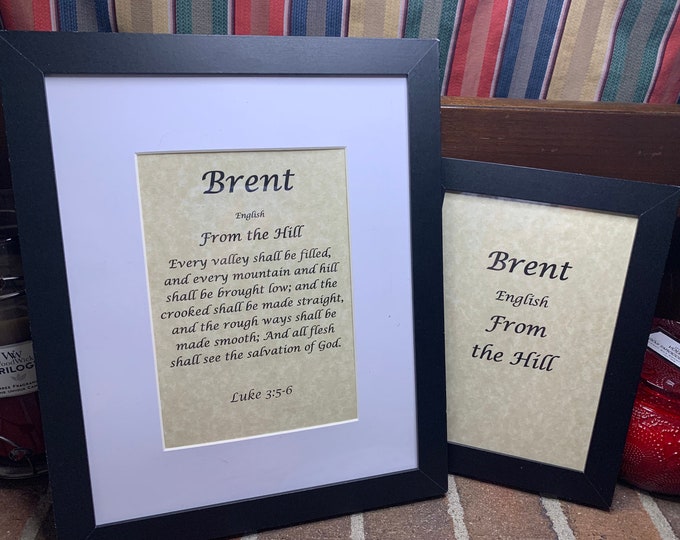 Brent
English
From the Hill
Every valley shall be filled,
and every mountain and hill
shall be brought low; and the
crooked shall be made straight,
and the rough ways shall be
made smooth; And all flesh
shall see the salvation of God.
Luke 3:5-6
Brent
English
From
the Hill